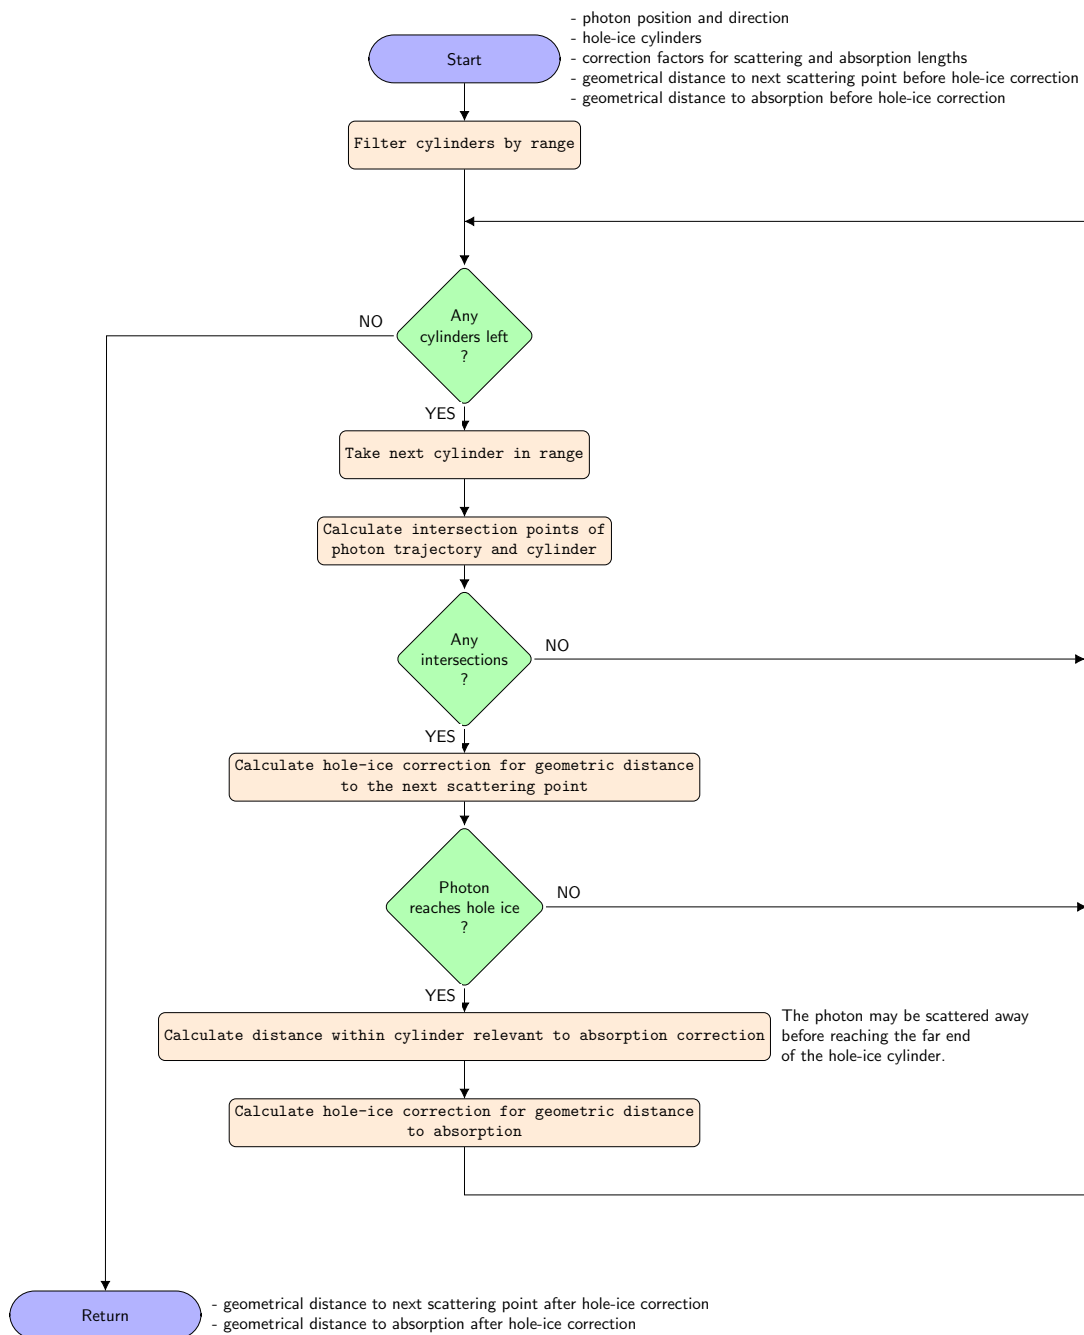 Start
- photon position and direction
- hole-ice cylinders
- correction factors for scattering and absorption lengths
- geometrical distance to next scattering point before hole-ice correction
- geometrical distance to absorption before hole-ice correction
Filter cylinders by range
Any
cylinders left
?
NO
YES
Take next cylinder in range
Calculate intersection points of
photon trajectory and cylinder
Any
intersections
?
NO
YES
Calculate hole-ice correction for geometric distance
to the next scattering point
Photon
reaches hole ice
?
NO
YES
Calculate distance within cylinder relevant to absorption correction
The photon may be scattered away
before reaching the far end
of the hole-ice cylinder.
Calculate hole-ice correction for geometric distance
to absorption
Return
- geometrical distance to next scattering point after hole-ice correction
- geometrical distance to absorption after hole-ice correction